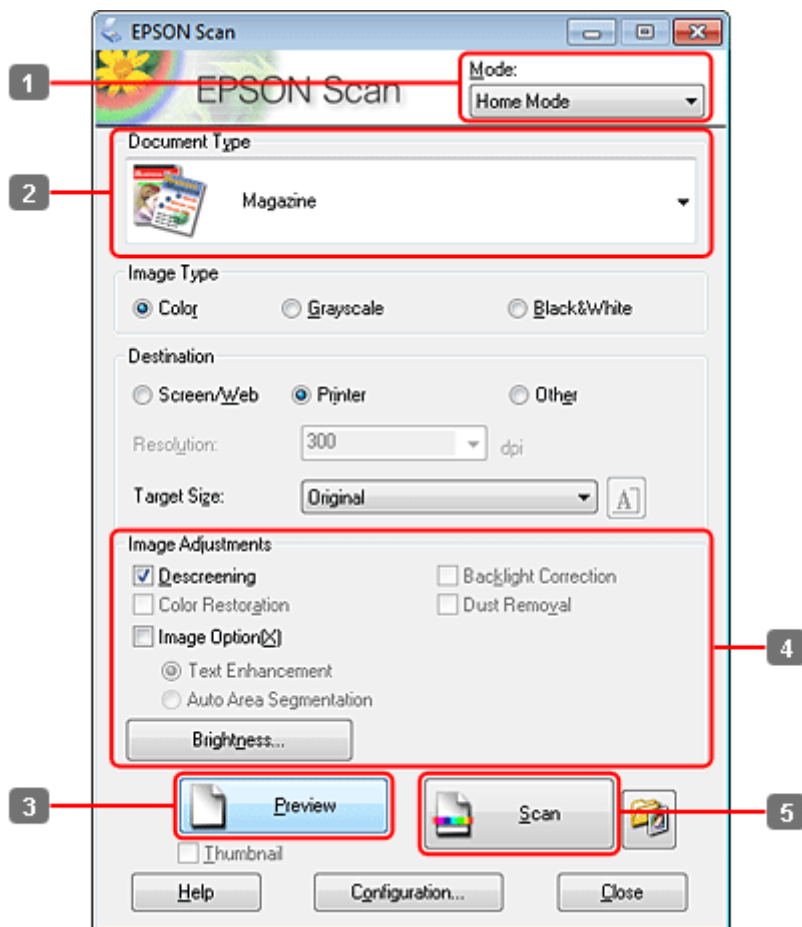 EPSON Scan
EPSON Scan
Mode:
1
Home Mode
Document Type
2
Magazine
Image Type
Color Grayscale Black&White
Destination
Screen/Web Printer Other
Resolution: 300 dpi
Target Size: Original A
Image Adjustments
Descreening Backlight Correction
Color Restoration Dust Removal
Image Option(X)
4
Text Enhancement
Auto Area Segmentation
Brightness...
3 Preview Scan 5
Thumbnail
Help Configuration... Close